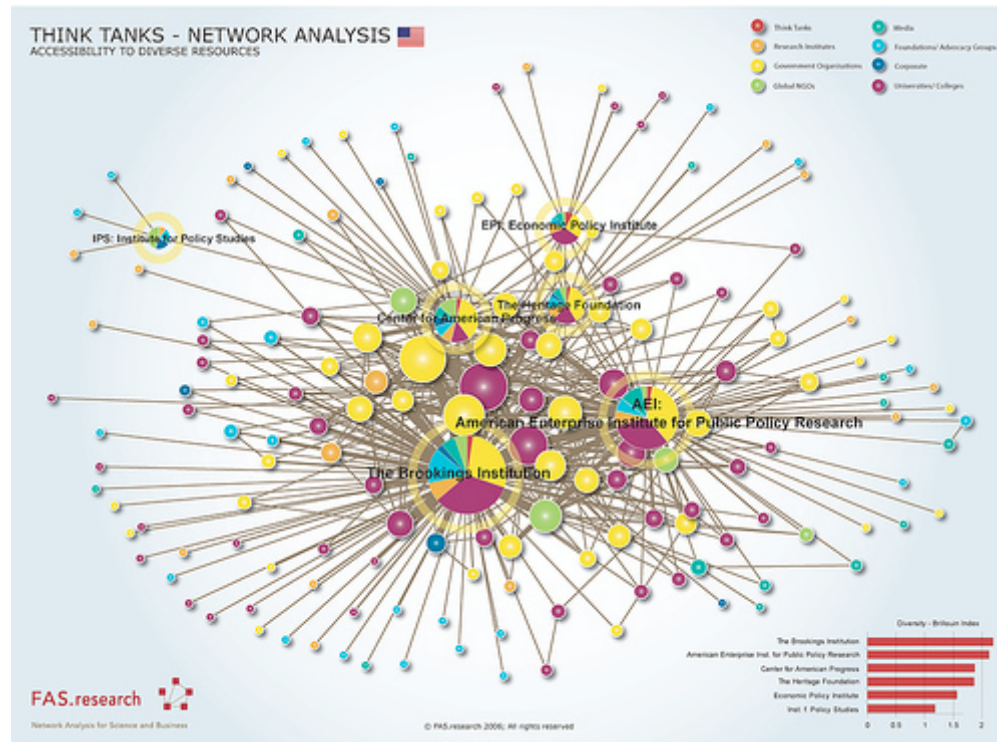 THINK TANKS - NETWORK ANALYSIS
ACCESSIBILITY TO DIVERSE RESOURCES
Think Tanks
Research Institutes
Government Organisations
Global NGOs
Media
Foundations/ Advocacy Groups
Corporate
Universities/ Colleges
IPS: Institute for Policy Studies
EPI: Economic Policy Institute
The Heritage Foundation
Center for American Progress
AEI:
American Enterprise Institute for Public Policy Research
The Brookings Institution
Diversity - Brillouin Index
The Brookings Institution
American Enterprise Inst. for Public Policy Research
Center for American Progress
The Heritage Foundation
Economic Policy Institute
Inst. f. Policy Studies
0 0.5 1 1.5 2
FAS.research
Network Analysis for Science and Business
© FAS.research 2006; All rights reserved